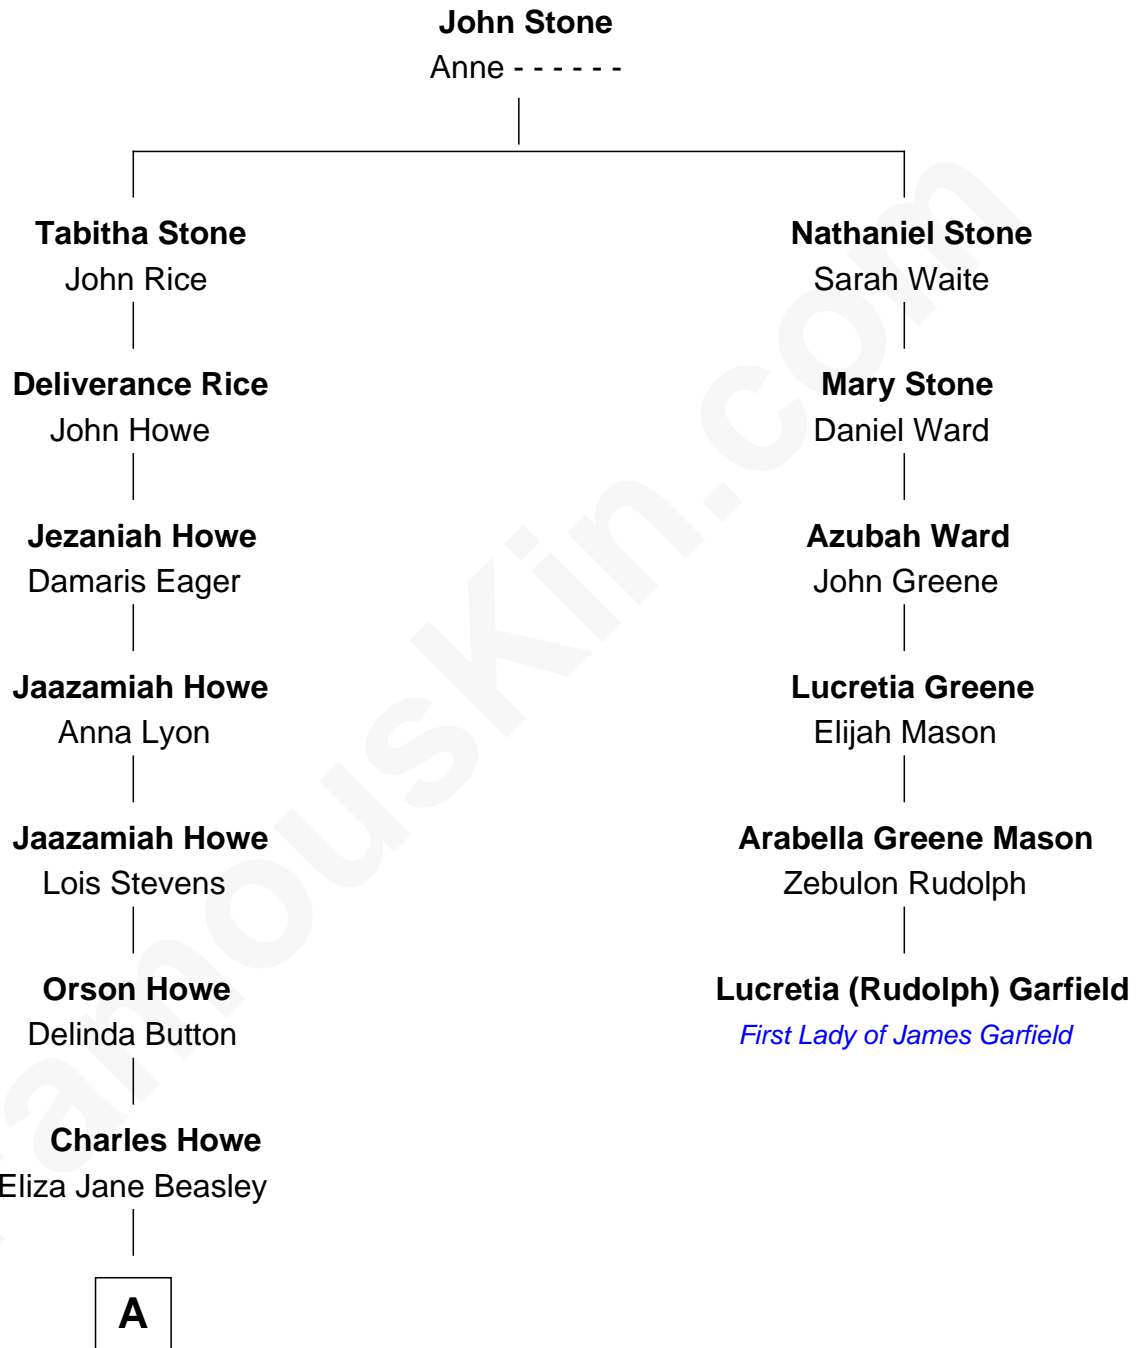 John Stone
Anne - - - - - -
Tabitha Stone
John Rice
Nathaniel Stone
Sarah Waite
Deliverance Rice
John Howe
Mary Stone
Daniel Ward
Jezaniah Howe
Damaris Eager
Azubah Ward
John Greene
Jaazamiah Howe
Anna Lyon
Lucretia Greene
Elijah Mason
Jaazamiah Howe
Lois Stevens
Arabella Greene Mason
Zebulon Rudolph
Orson Howe
Delinda Button
Lucretia (Rudolph) Garfield
First Lady of James Garfield
Charles Howe
Eliza Jane Beasley
A
FamousKin.com